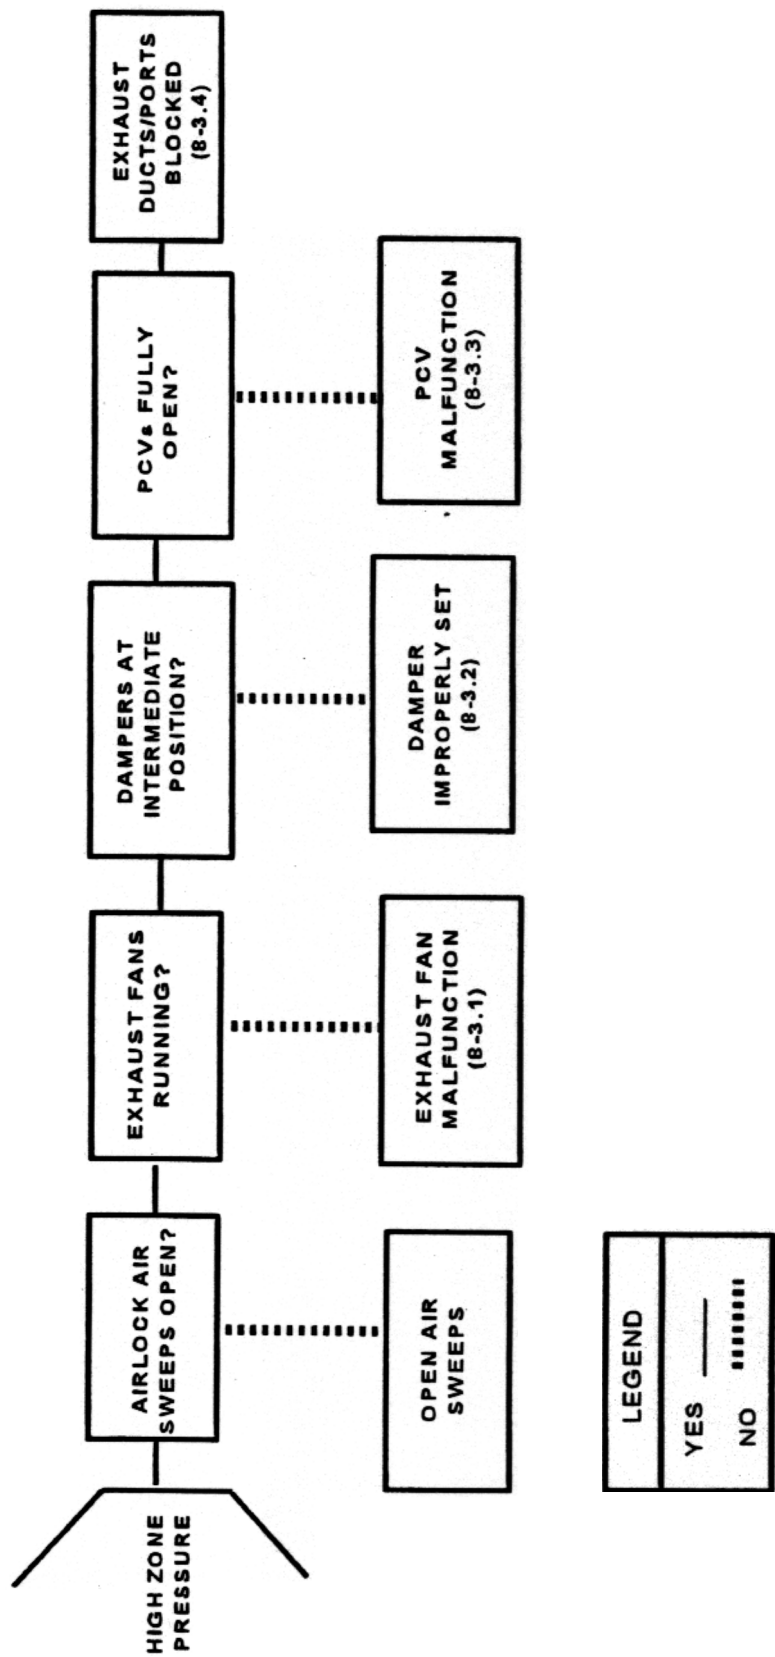 HIGH ZONE
PRESSURE
AIRLOCK AIR
SWEEPS OPEN?
EXHAUST FANS
RUNNING?
DAMPERS AT
INTERMEDIATE
POSITION?
PCVs FULLY
OPEN?
EXHAUST
DUCTS/PORTS
BLOCKED
(8-3.4)
OPEN AIR
SWEEPS
EXHAUST FAN
MALFUNCTION
(8-3.1)
DAMPER
IMPROPERLY SET
(8-3.2)
PCV
MALFUNCTION
(8-3.3)
LEGEND
YES
NO